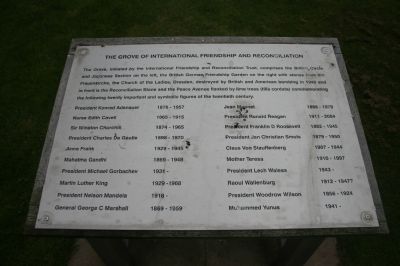 THE GROVE OF INTERNATIONAL FRIENDSHIP AND RECONCILIATION
The Grove, initiated by the International Friendship and Reconciliation Trust, comprises the British
and Japanese Section on the left, the British German Friendship Garden on the right with stones from the
Frauenkirche, the Church of the Ladies, Dresden, destroyed by British and American bombing in 1945 and
in front is the Reconciliation Stone and the Peace Avenue flanked by lime trees commemorating
the following twenty important and symbolic figures of the twentieth century.
President Konrad Adenauer 1876 - 1967
Nurse Edith Cavell 1865 - 1915
Sir Winston Churchill 1874 - 1965
President Charles De Gaulle 1890 - 1970
Anne Frank 1929 - 1945
Mahatma Gandhi 1869 - 1948
President Michael Gorbachev 1931 -
Martin Luther King 1929 - 1968
President Nelson Mandela 1918 -
General George C Marshall 1880 - 1959
Jean Monnet 1888 - 1979
President Ronald Reagan 1911 - 2004
President Franklin D Roosevelt 1882 - 1945
President Jan Christian Smuts 1870 - 1950
Claus Von Stauffenberg 1907 - 1944
Mother Teresa 1910 - 1997
President Lech Walesa 1943 -
Raoul Wallenburg 1912 - 1947?
President Woodrow Wilson 1856 - 1924
Muhammed Yunus 1941 -